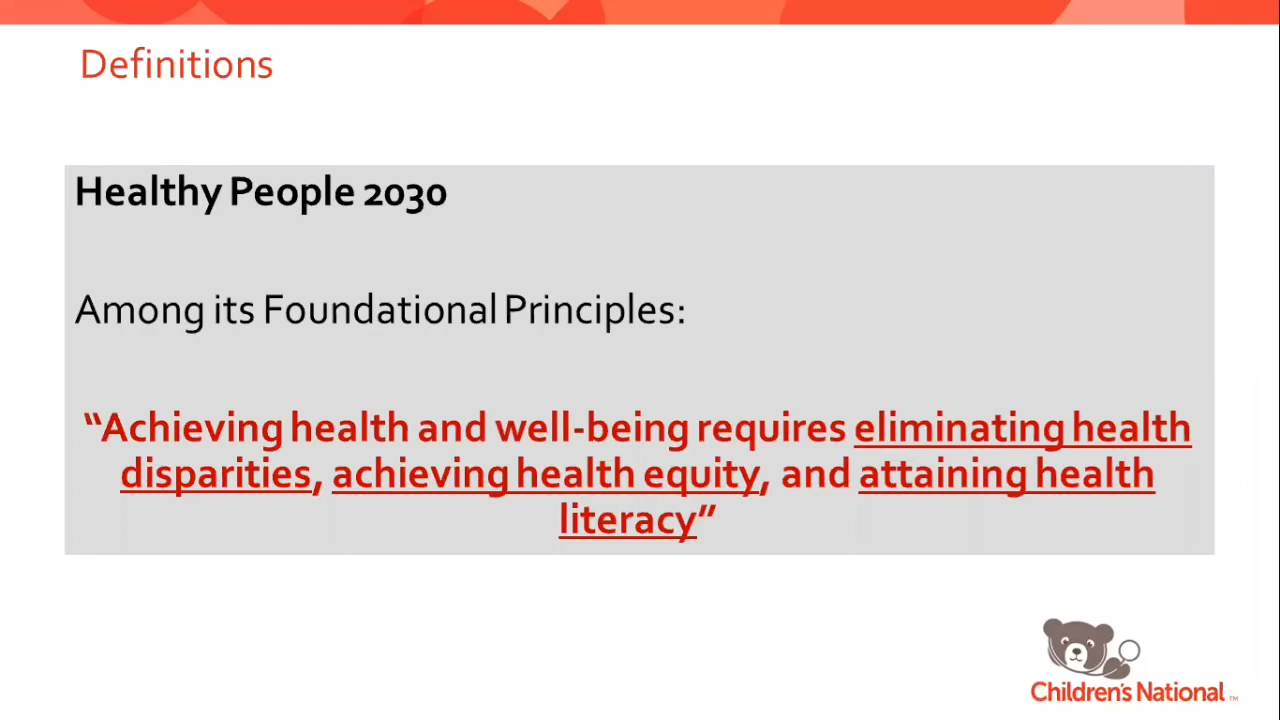 Definitions
Healthy People 2030
Among its Foundational Principles:
“Achieving health and well-being requires eliminating health
disparities, achieving health equity, and attaining health
literacy”
Children's National ™